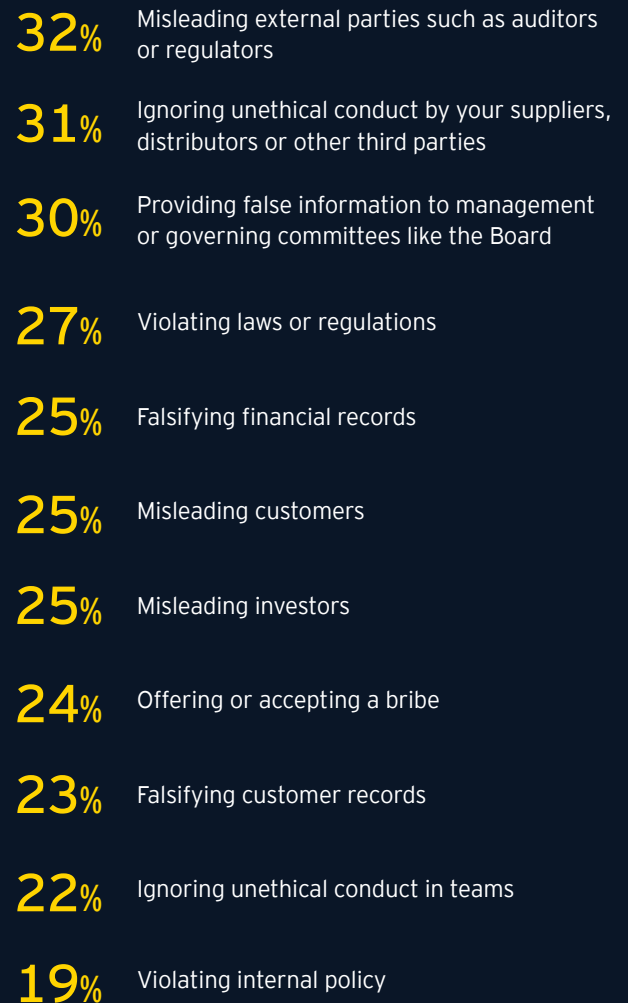 32% Misleading external parties such as auditors
or regulators
31% Ignoring unethical conduct by your suppliers,
distributors or other third parties
30% Providing false information to management
or governing committees like the Board
27% Violating laws or regulations
25% Falsifying financial records
25% Misleading customers
25% Misleading investors
24% Offering or accepting a bribe
23% Falsifying customer records
22% Ignoring unethical conduct in teams
19% Violating internal policy